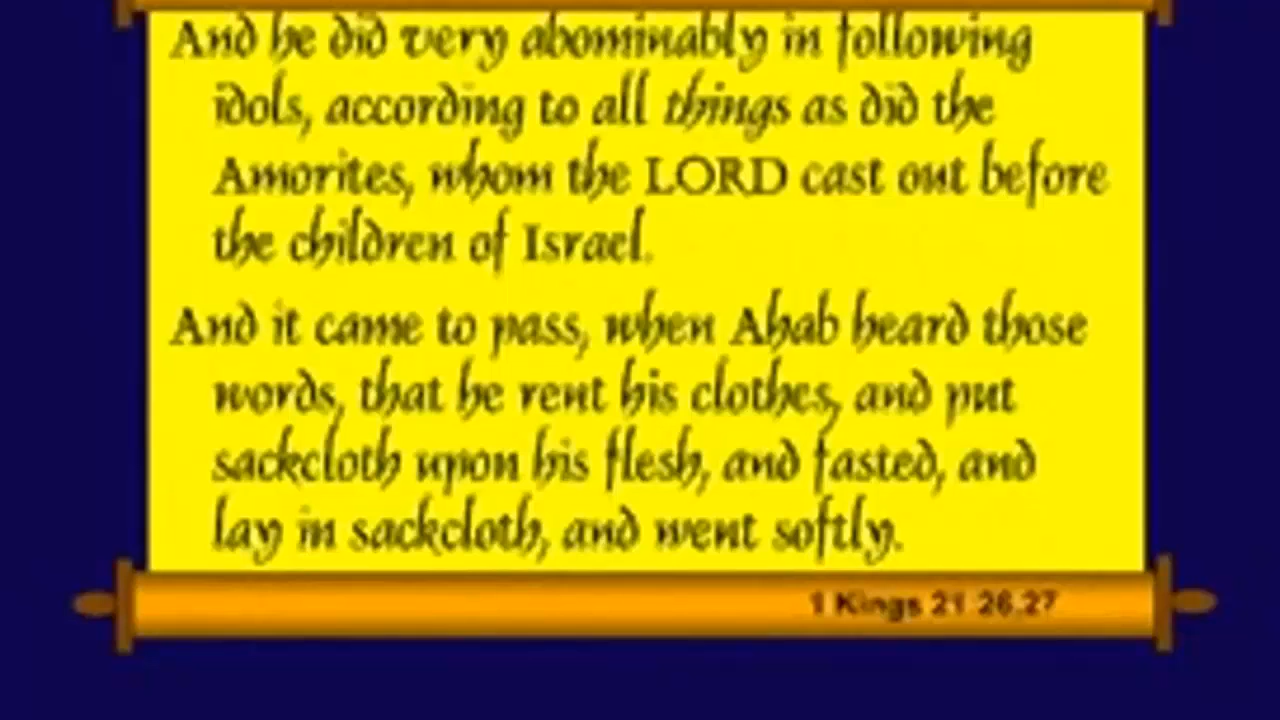 And he did very abominably in following
idols, according to all things as did the
Amorites, whom the LORD cast out before
the children of Israel.
And it came to pass, when Ahab heard those
words, that he rent his clothes, and put
sackcloth upon his flesh, and fasted, and
lay in sackcloth, and went softly.
1 Kings 21:26,27